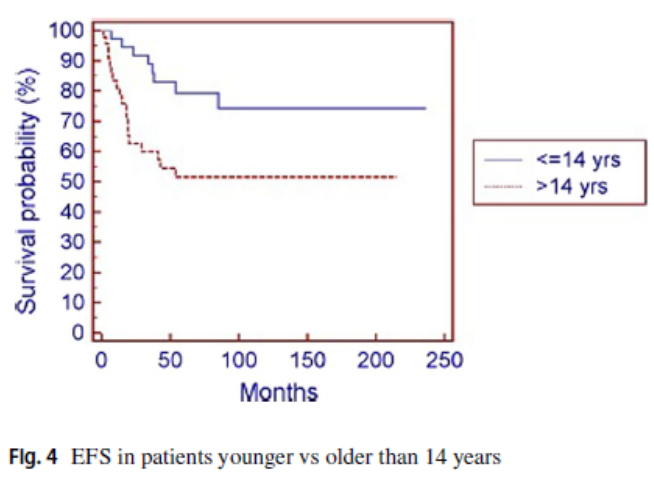 100
90
80
70
60
50
40
30
20
10
0
Survival probability (%)
0 50 100 150 200 250
Months
<=14 yrs
>14 yrs
Fig. 4 EFS in patients younger vs older than 14 years